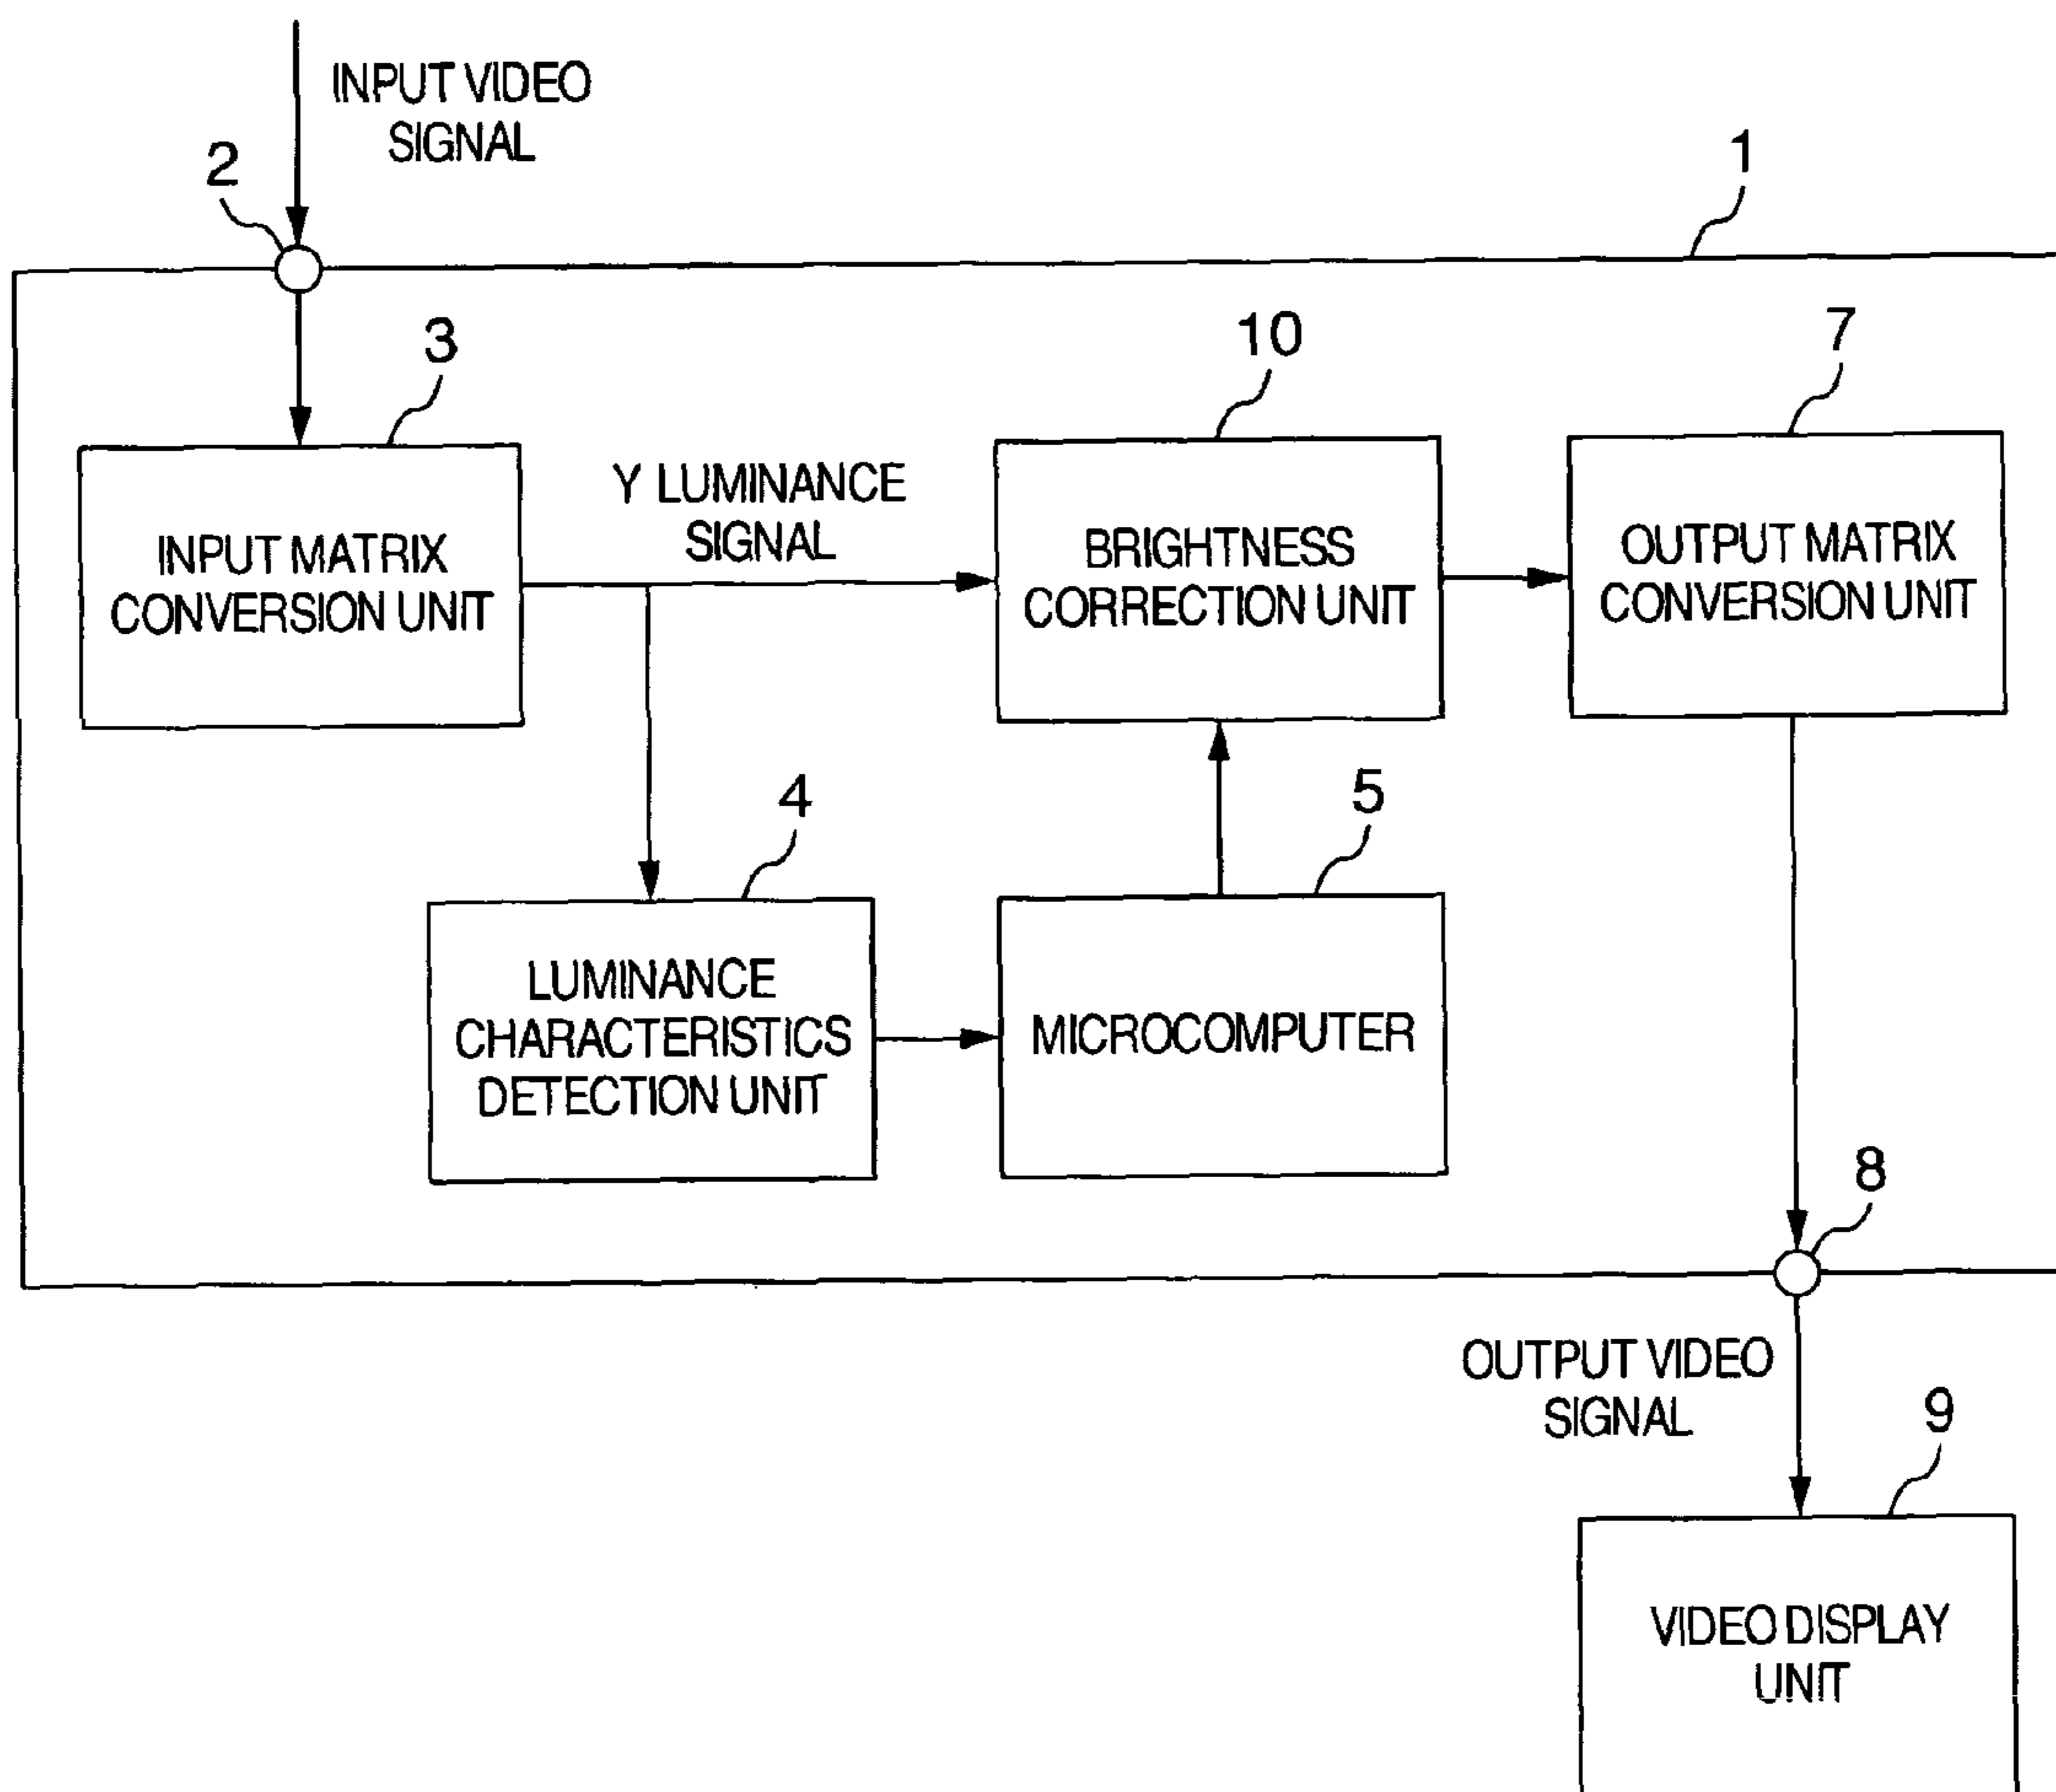 INPUT VIDEO
SIGNAL
2
1
3
10
7
INPUT MATRIX
CONVERSION UNIT
Y LUMINANCE
SIGNAL
BRIGHTNESS
CORRECTION UNIT
OUTPUT MATRIX
CONVERSION UNIT
4
5
LUMINANCE
CHARACTERISTICS
DETECTION UNIT
MICROCOMPUTER
8
OUTPUT VIDEO
SIGNAL
9
VIDEO DISPLAY
UNIT